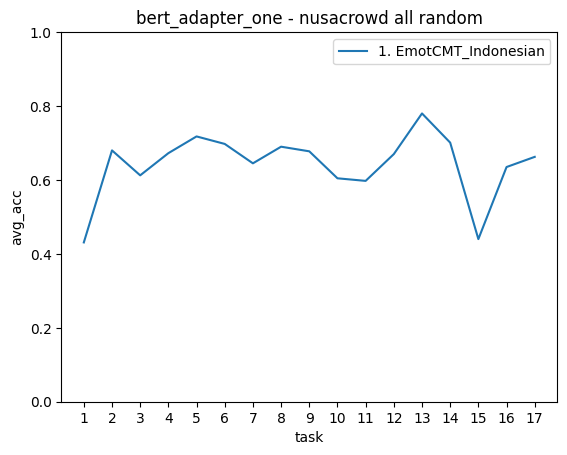 bert_adapter_one - nusacrowd all random
1. EmotCMT_Indonesian
avg_acc
1.0
0.8
0.6
0.4
0.2
0.0
1 2 3 4 5 6 7 8 9 10 11 12 13 14 15 16 17
task